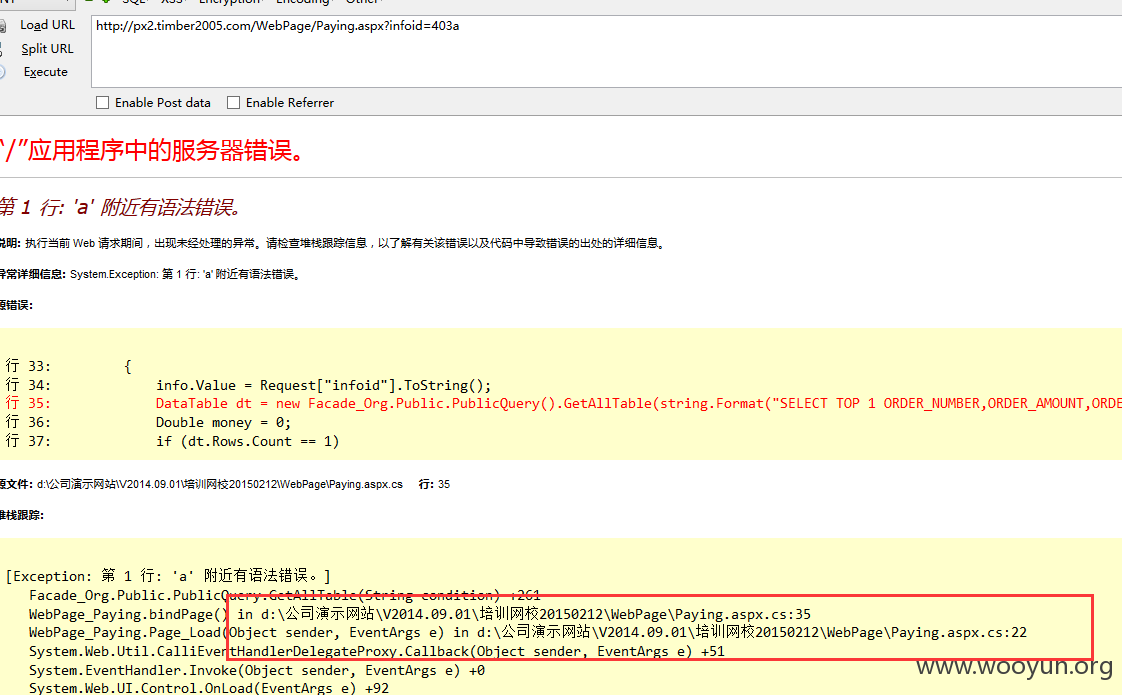 SQL XSS Encryption Encoding Other
Load URL
http://px2.timber2005.com/WebPage/Paying.aspx?infoid=403a
Split URL
Execute
Enable Post data Enable Referrer
“/”应用程序中的服务器错误。
第 1 行: 'a' 附近有语法错误。
说明: 执行当前 Web 请求期间，出现未经处理的异常。请检查堆栈跟踪信息，以了解有关该错误以及代码中导致错误的出处的详细信息。
异常详细信息: System.Exception: 第 1 行: 'a' 附近有语法错误。
源错误:
行 33: {
行 34: info.Value = Request["infoid"].ToString();
行 35: DataTable dt = new Facade_Org.Public.PublicQuery().GetAllTable(string.Format("SELECT TOP 1 ORDER_NUMBER,ORDER_AMOUNT,ORDE
行 36: Double money = 0;
行 37: if (dt.Rows.Count == 1)
源文件: d:\公司演示网站\V2014.09.01\培训网校20150212\WebPage\Paying.aspx.cs 行: 35
堆栈跟踪:
[Exception: 第 1 行: 'a' 附近有语法错误。]
Facade_Org.Public.PublicQuery.GetAllTable(String condition) +261
WebPage_Paying.bindPage() in d:\公司演示网站\V2014.09.01\培训网校20150212\WebPage\Paying.aspx.cs:35
WebPage_Paying.Page_Load(Object sender, EventArgs e) in d:\公司演示网站\V2014.09.01\培训网校20150212\WebPage\Paying.aspx.cs:22
System.Web.Util.CalliEventHandlerDelegateProxy.Callback(Object sender, EventArgs e) +51
System.EventHandler.Invoke(Object sender, EventArgs e) +0
System.Web.UI.Control.OnLoad(EventArgs e) +92
www.wooyun.org